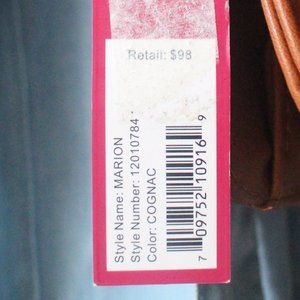 Retail: $98
Style Name: MARION
Style Number: 12010784
Color: COGNAC
7 09752 10916 9